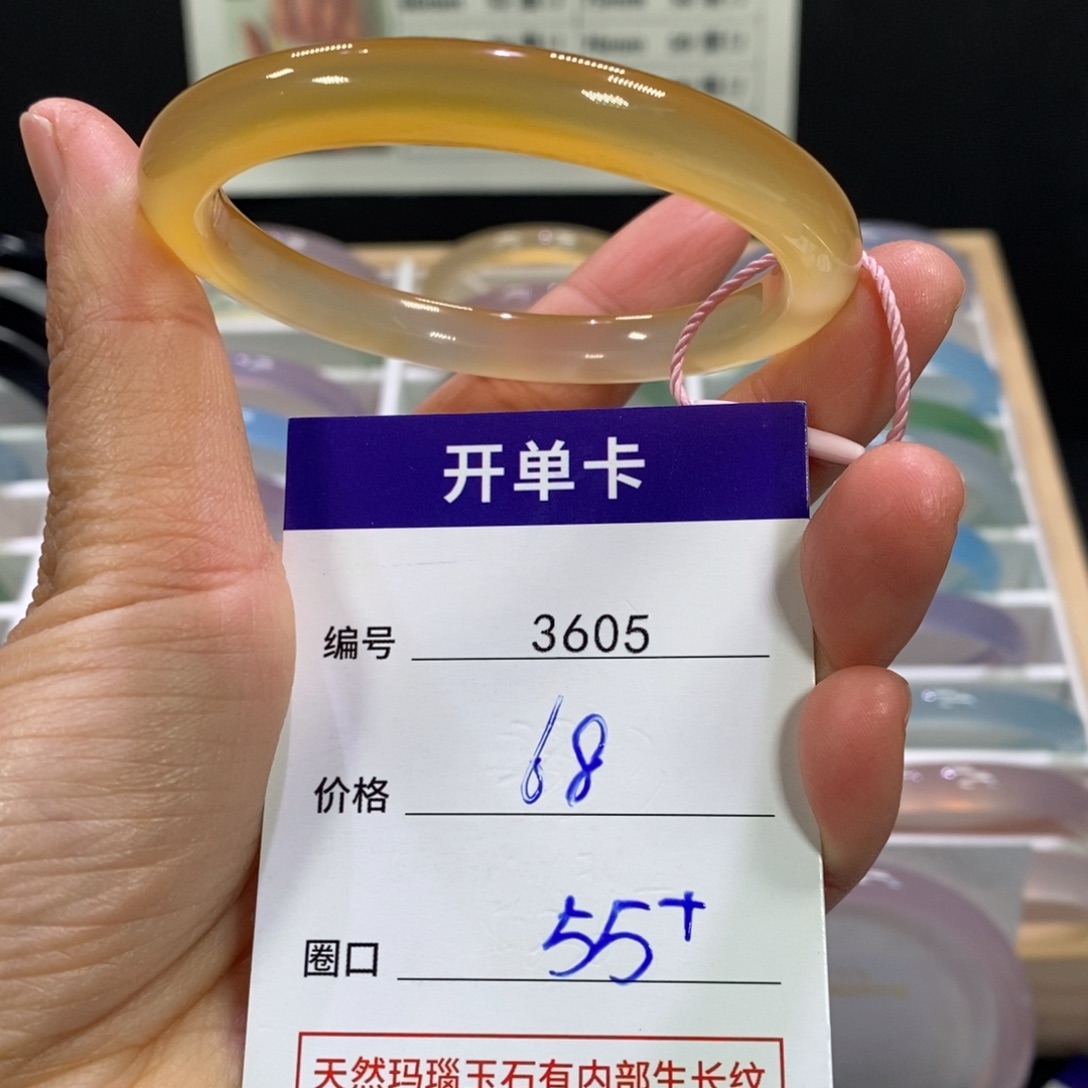 开单卡
编号 3605
价格 68
圈口 55+
天然玛瑙玉石有内部生长纹